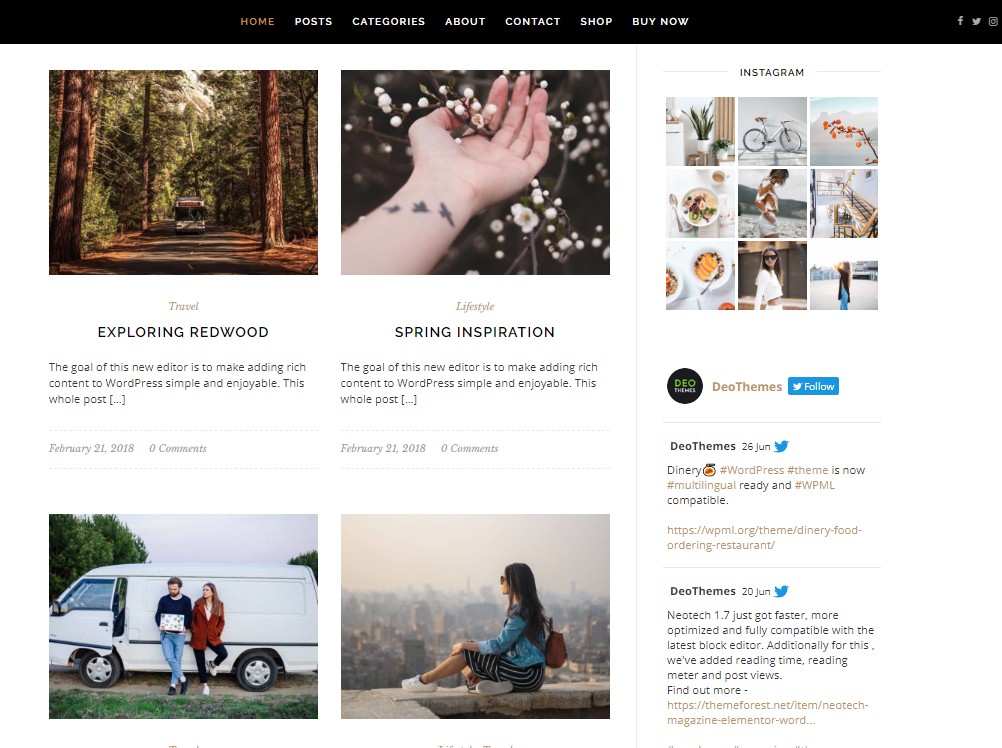 HOME POSTS CATEGORIES ABOUT CONTACT SHOP BUY NOW
Travel
EXPLORING REDWOOD
The goal of this new editor is to make adding rich
content to WordPress simple and enjoyable. This
whole post [...]
February 21, 2018 0 Comments
Lifestyle
SPRING INSPIRATION
The goal of this new editor is to make adding rich
content to WordPress simple and enjoyable. This
whole post [...]
February 21, 2018 0 Comments
INSTAGRAM
DEO
THEMES
DeoThemes Follow
DeoThemes 26 Jun
Dinery #WordPress #theme is now
#multilingual ready and #WPML
compatible.
https://wpml.org/theme/dinery-food-
ordering-restaurant/
DeoThemes 20 Jun
Neotech 1.7 just got faster, more
optimized and fully compatible with the
latest block editor. Additionally for this ,
we've added reading time, reading
meter and post views.
Find out more -
https://themeforest.net/item/neotech-
magazine-elementor-word...